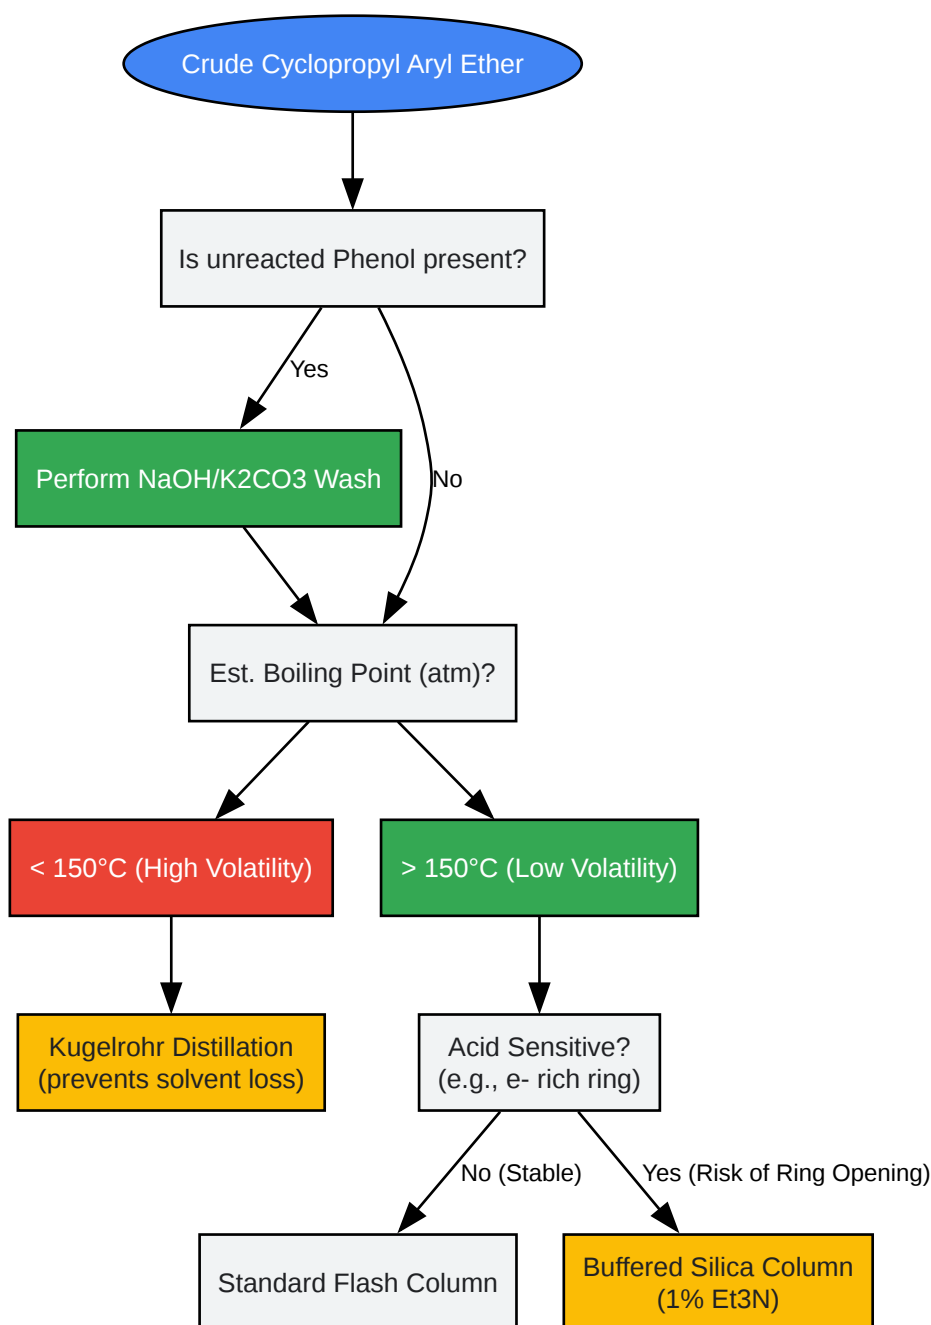 Crude Cyclopropyl Aryl Ether
Is unreacted Phenol present?
Yes
Perform NaOH/K2CO3 Wash
No
Est. Boiling Point (atm)?
< 150°C (High Volatility)
> 150°C (Low Volatility)
Kugelrohr Distillation
(prevents solvent loss)
Acid Sensitive?
(e.g., e- rich ring)
No (Stable)
Yes (Risk of Ring Opening)
Standard Flash Column
Buffered Silica Column
(1% Et3N)